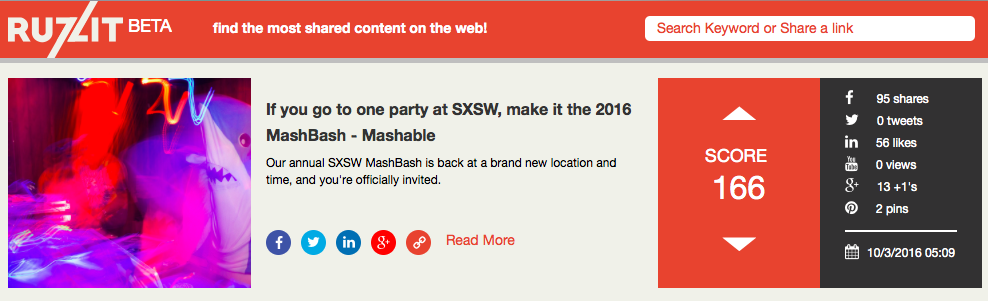 RUZZIT BETA
find the most shared content on the web!
Search Keyword or Share a link
If you go to one party at SXSW, make it the 2016
MashBash - Mashable
Our annual SXSW MashBash is back at a brand new location and
time, and you're officially invited.
Read More
SCORE
166
95 shares
0 tweets
56 likes
You Tube 0 views
13 +1's
2 pins
10/3/2016 05:09